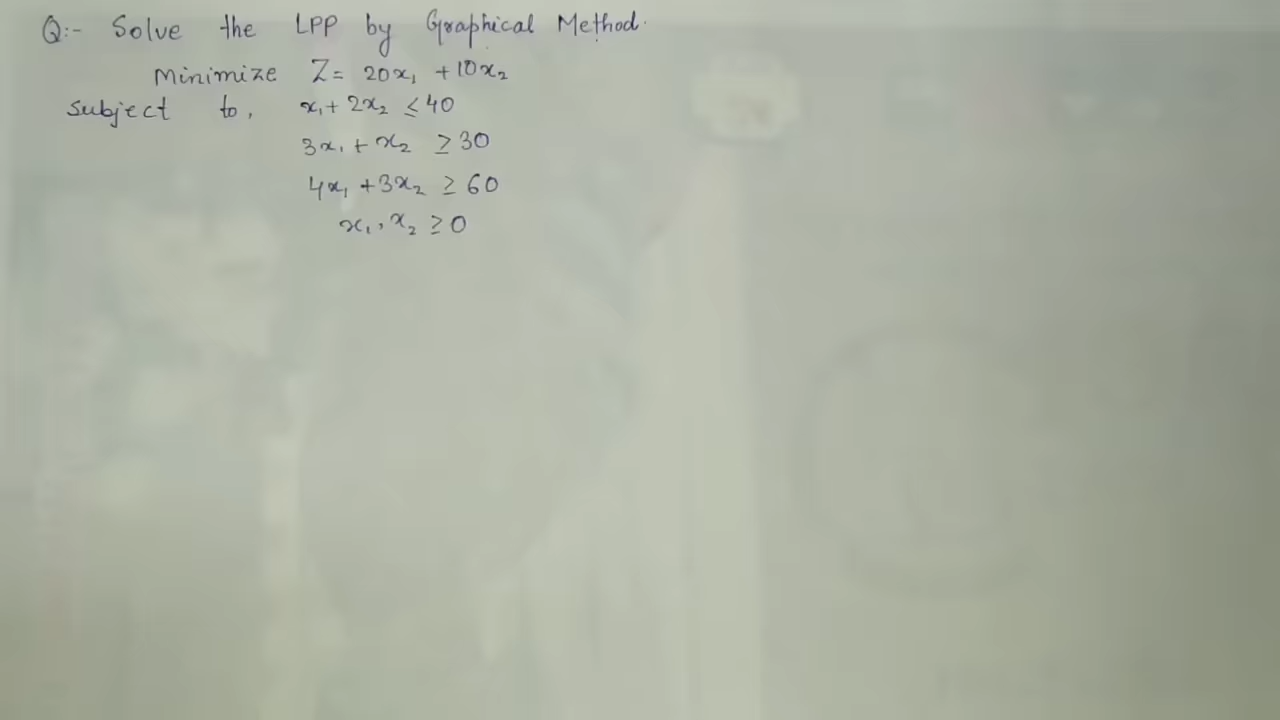 Q:- Solve the LPP by Graphical Method.
Minimize Z = 20x₁ + 10x₂
Subject to, x₁ + 2x₂ ≤ 40
3x₁ + x₂ ≥ 30
4x₁ + 3x₂ ≥ 60
x₁, x₂ ≥ 0